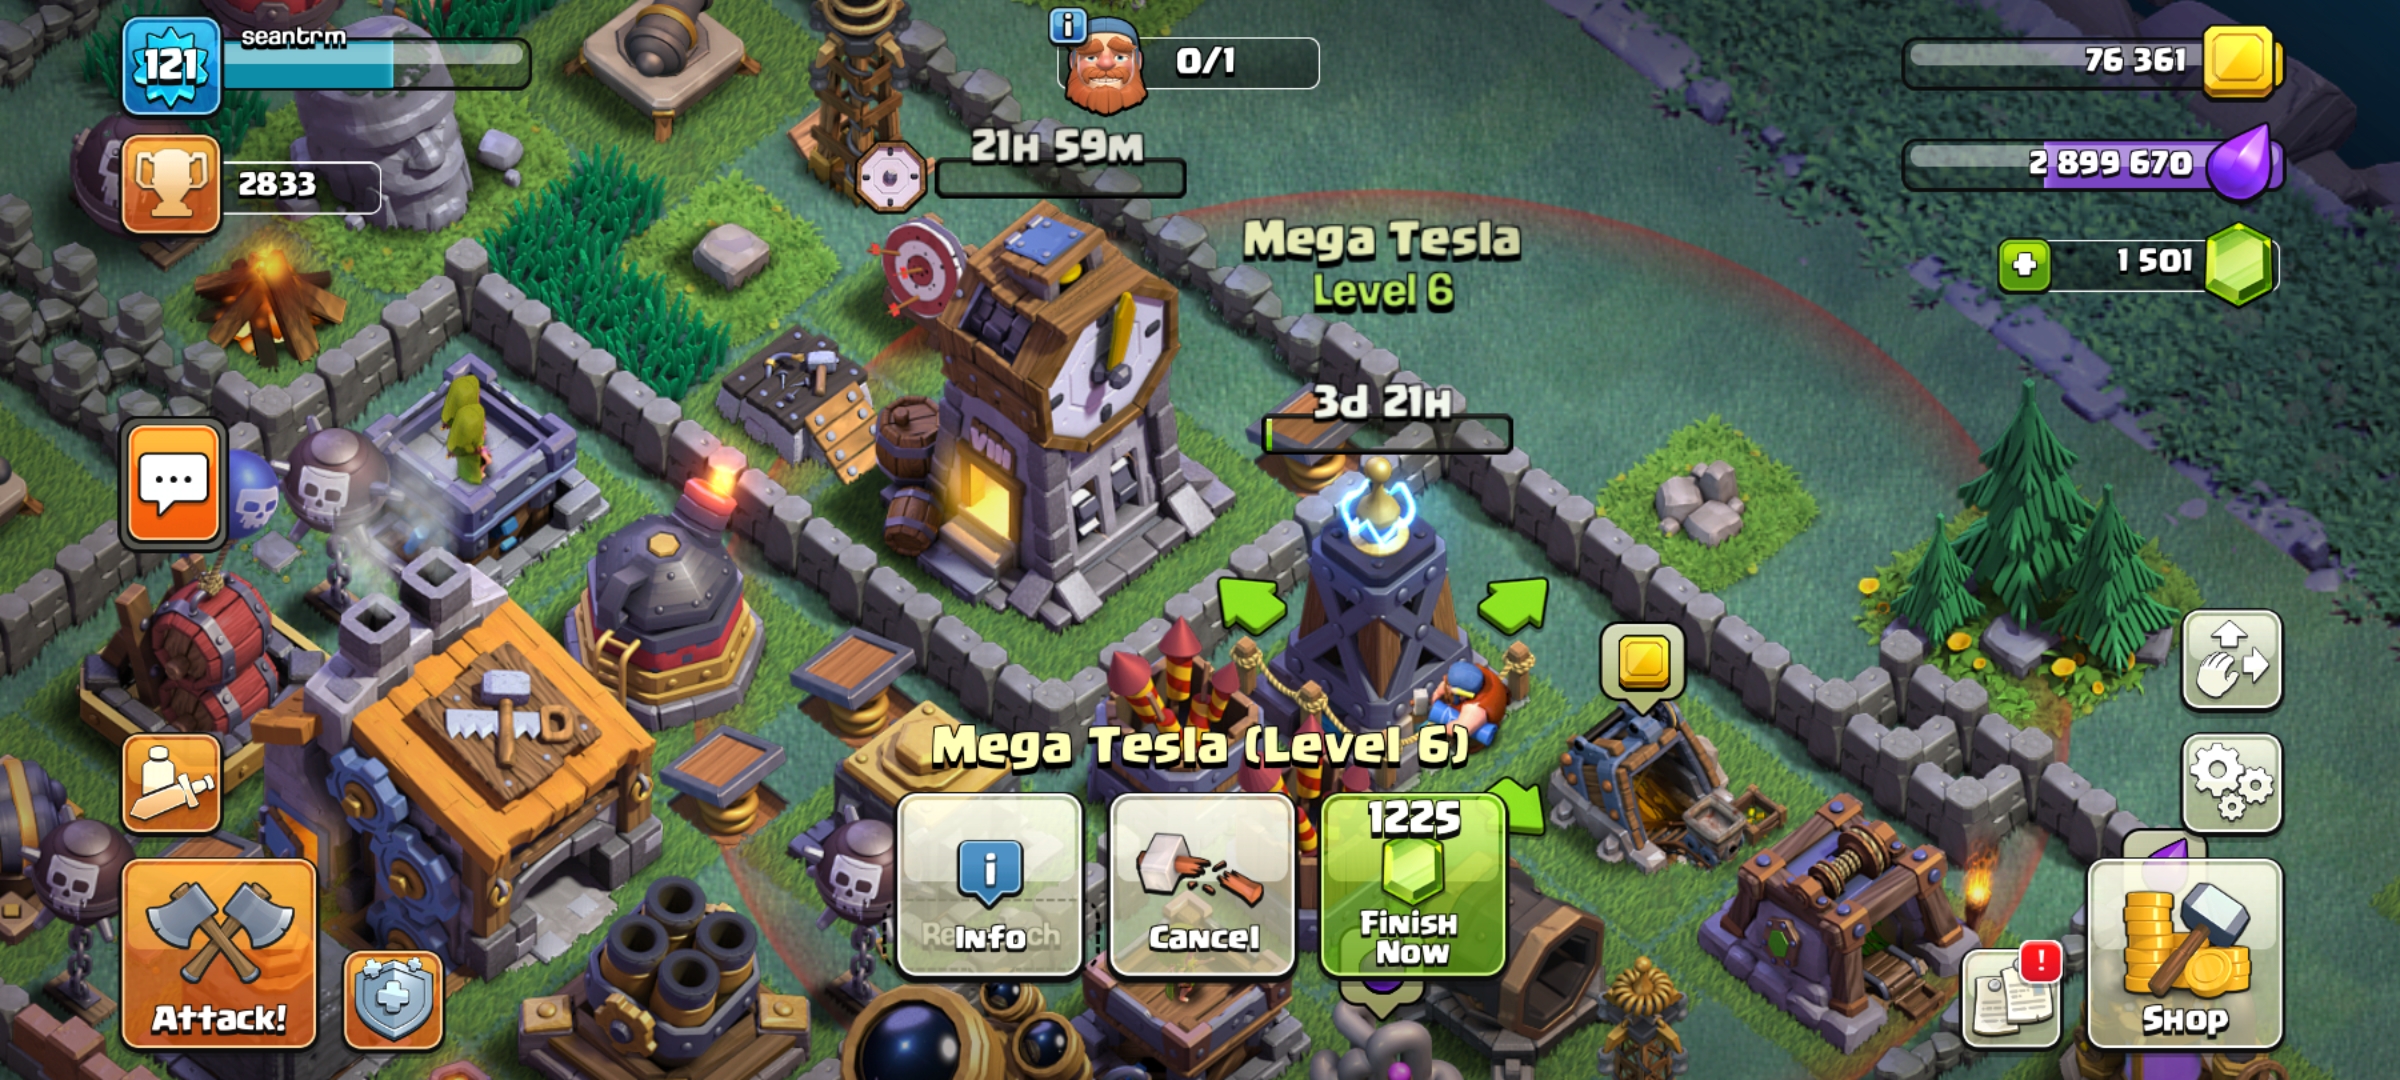 121
seantrm
0/1
76 361
21H 59M
2 899 670
2833
Mega Tesla
1 501
Level 6
3d 21H
VIII
Mega Tesla (Level 6)
1225
Info
Cancel
Finish
Now
Attack!
Shop